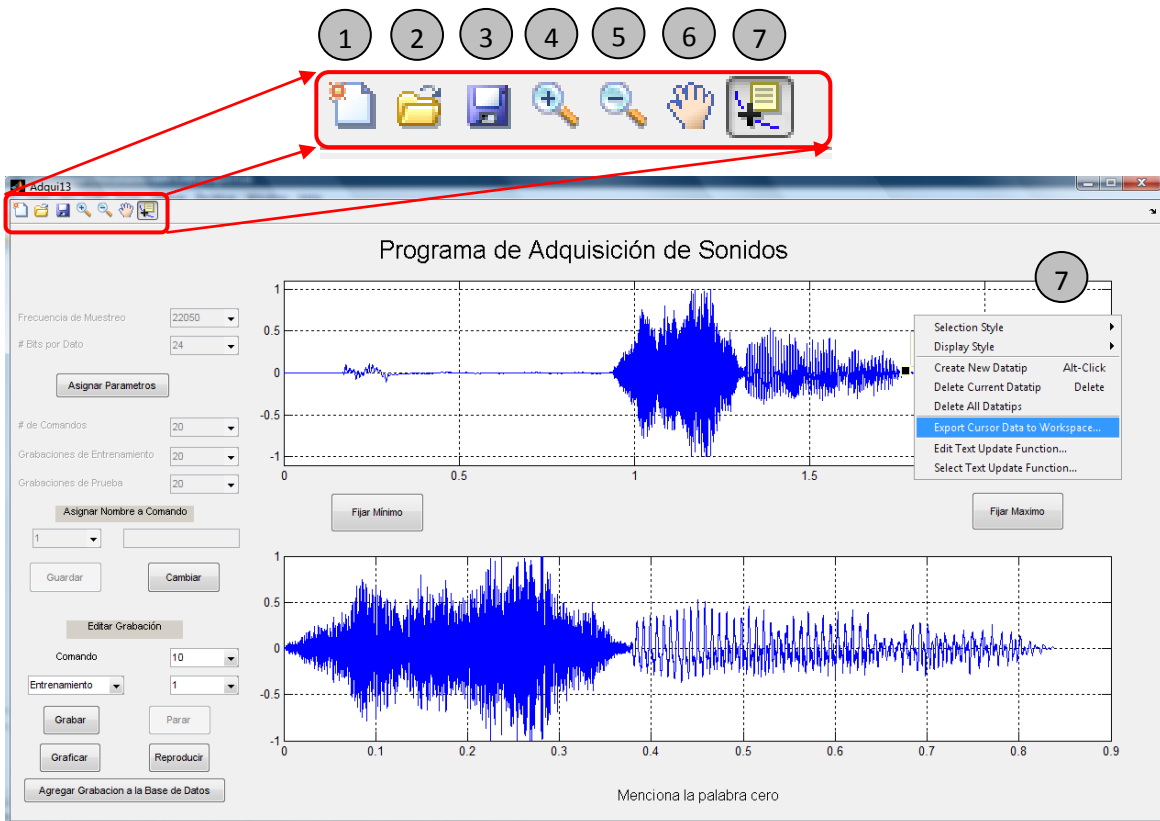 1 2 3 4 5 6 7
Adqui13
Programa de Adquisición de Sonidos
7
Frecuencia de Muestreo 22050
# Bits por Dato 24
Asignar Parametros
# de Comandos 20
Grabaciones de Entrenamiento 20
Grabaciones de Prueba 20
Asignar Nombre a Comando
1
Guardar Cambiar
Editar Grabación
Comando 10
Entrenamiento 1
Grabar Parar
Graficar Reproducir
Agregar Grabacion a la Base de Datos
1
0.5
0
-0.5
-1
0 0.5 1 1.5
Selection Style
Display Style
Create New Datatip Alt-Click
Delete Current Datatip Delete
Delete All Datatips
Export Cursor Data to Workspace...
Edit Text Update Function...
Select Text Update Function...
Fijar Mínimo Fijar Maximo
1
0.5
0
-0.5
-1
0 0.1 0.2 0.3 0.4 0.5 0.6 0.7 0.8 0.9
Menciona la palabra cero